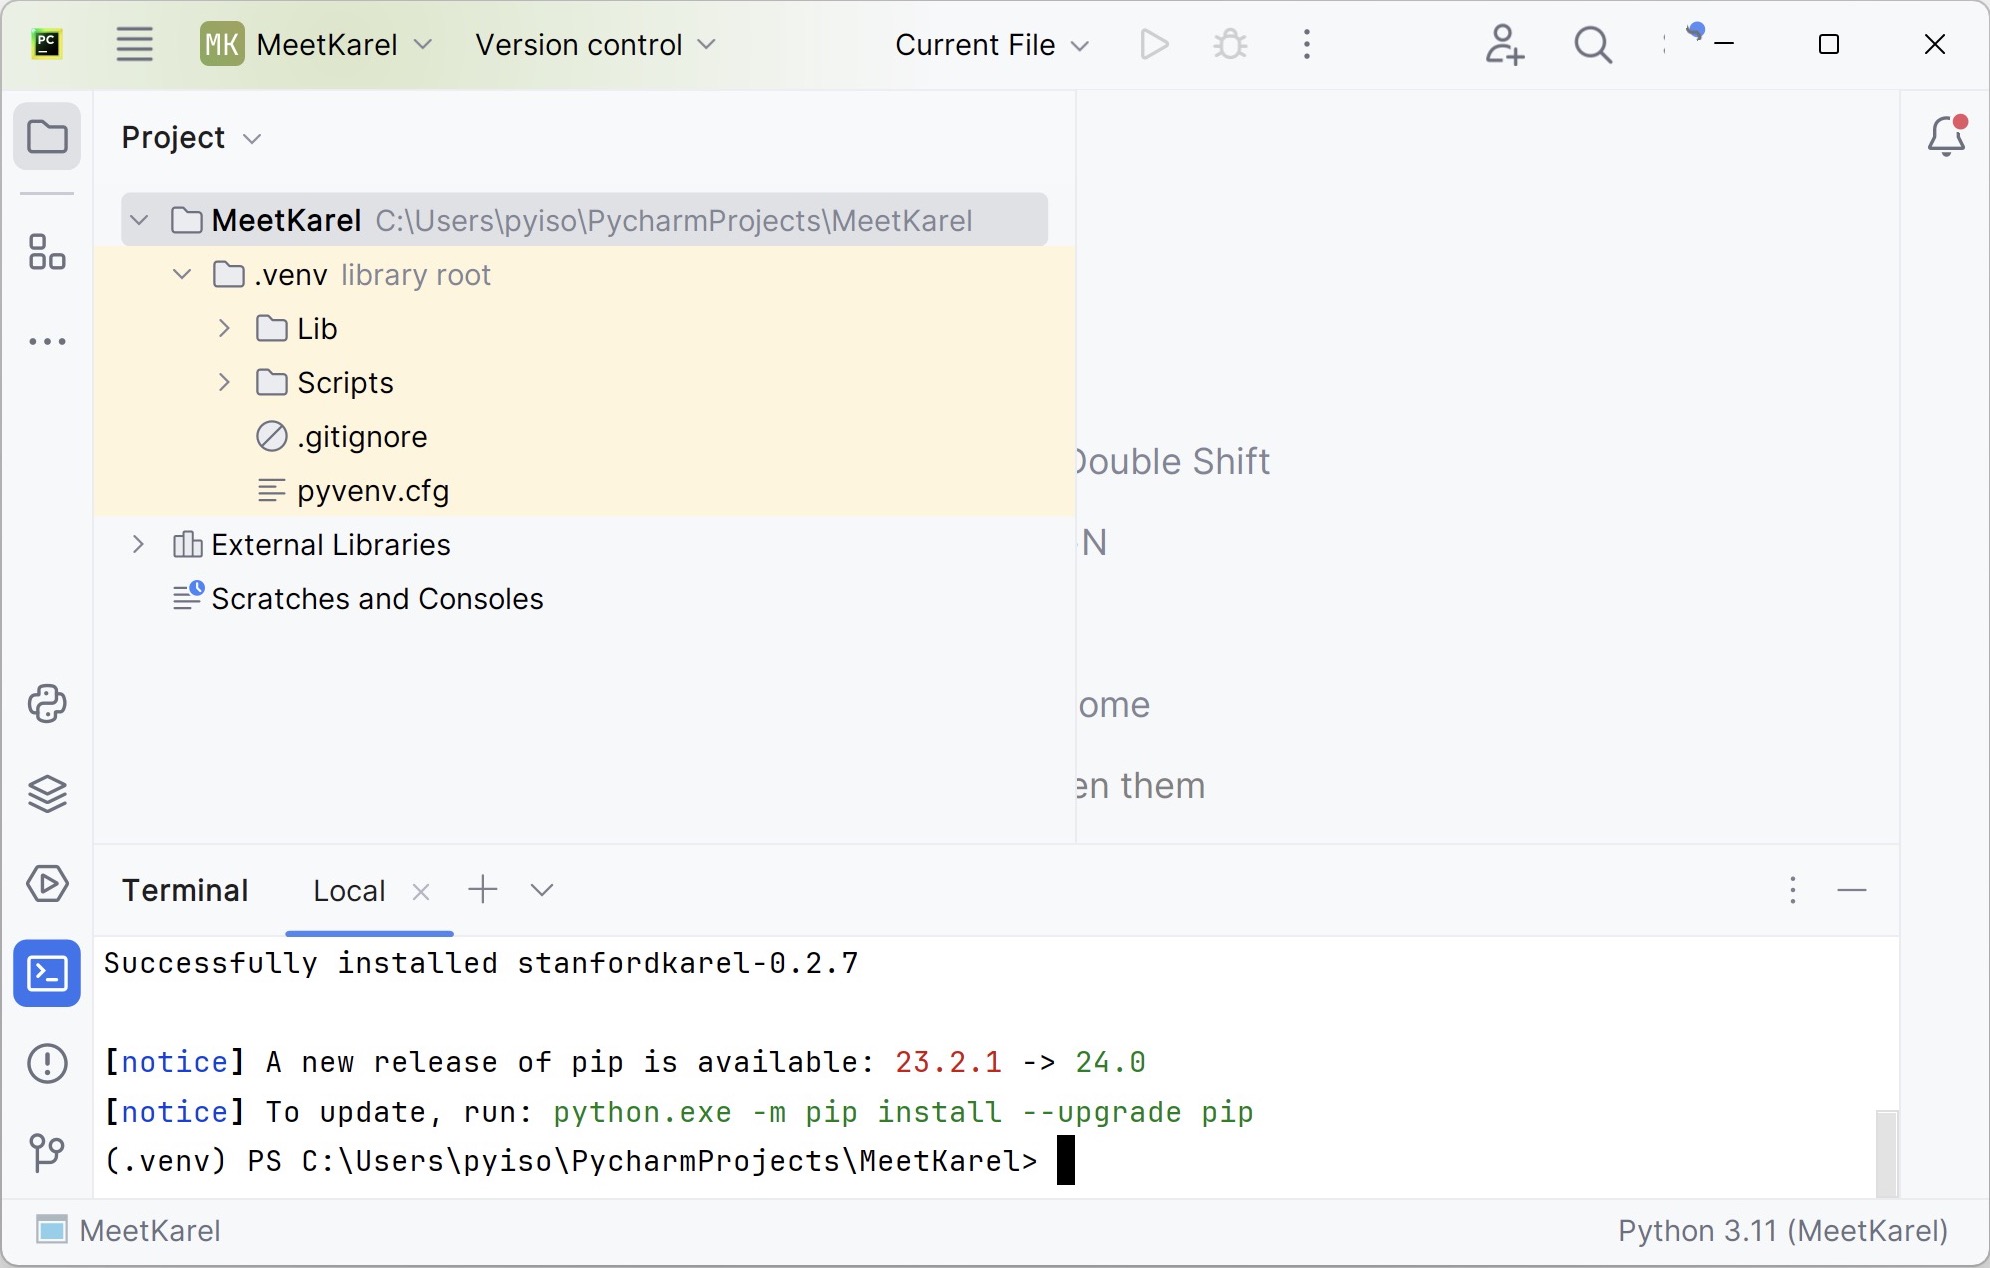 PC MK MeetKarel Version control Current File
Project
MeetKarel C:\Users\pyiso\PycharmProjects\MeetKarel
.venv library root
Lib
Scripts
.gitignore
pyvenv.cfg
External Libraries
Scratches and Consoles
Double Shift
N
ome
en them
Terminal Local
Successfully installed stanfordkarel-0.2.7
[notice] A new release of pip is available: 23.2.1 -> 24.0
[notice] To update, run: python.exe -m pip install --upgrade pip
(.venv) PS C:\Users\pyiso\PycharmProjects\MeetKarel>
MeetKarel Python 3.11 (MeetKarel)